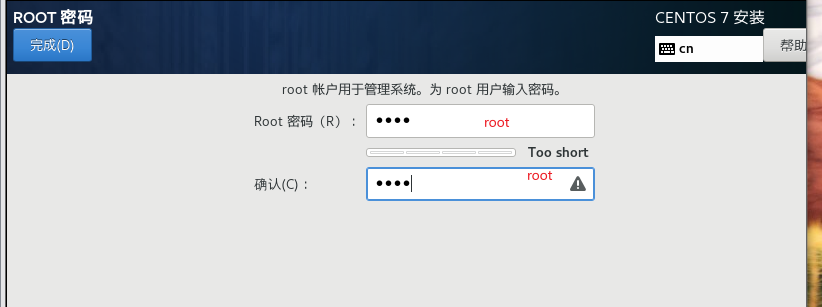 ROOT 密码
CENTOS 7 安装
完成(D)
cn
帮助
root 帐户用于管理系统。为 root 用户输入密码。
Root 密码（R）：
••••
root
Too short
确认(C)：
••••
root